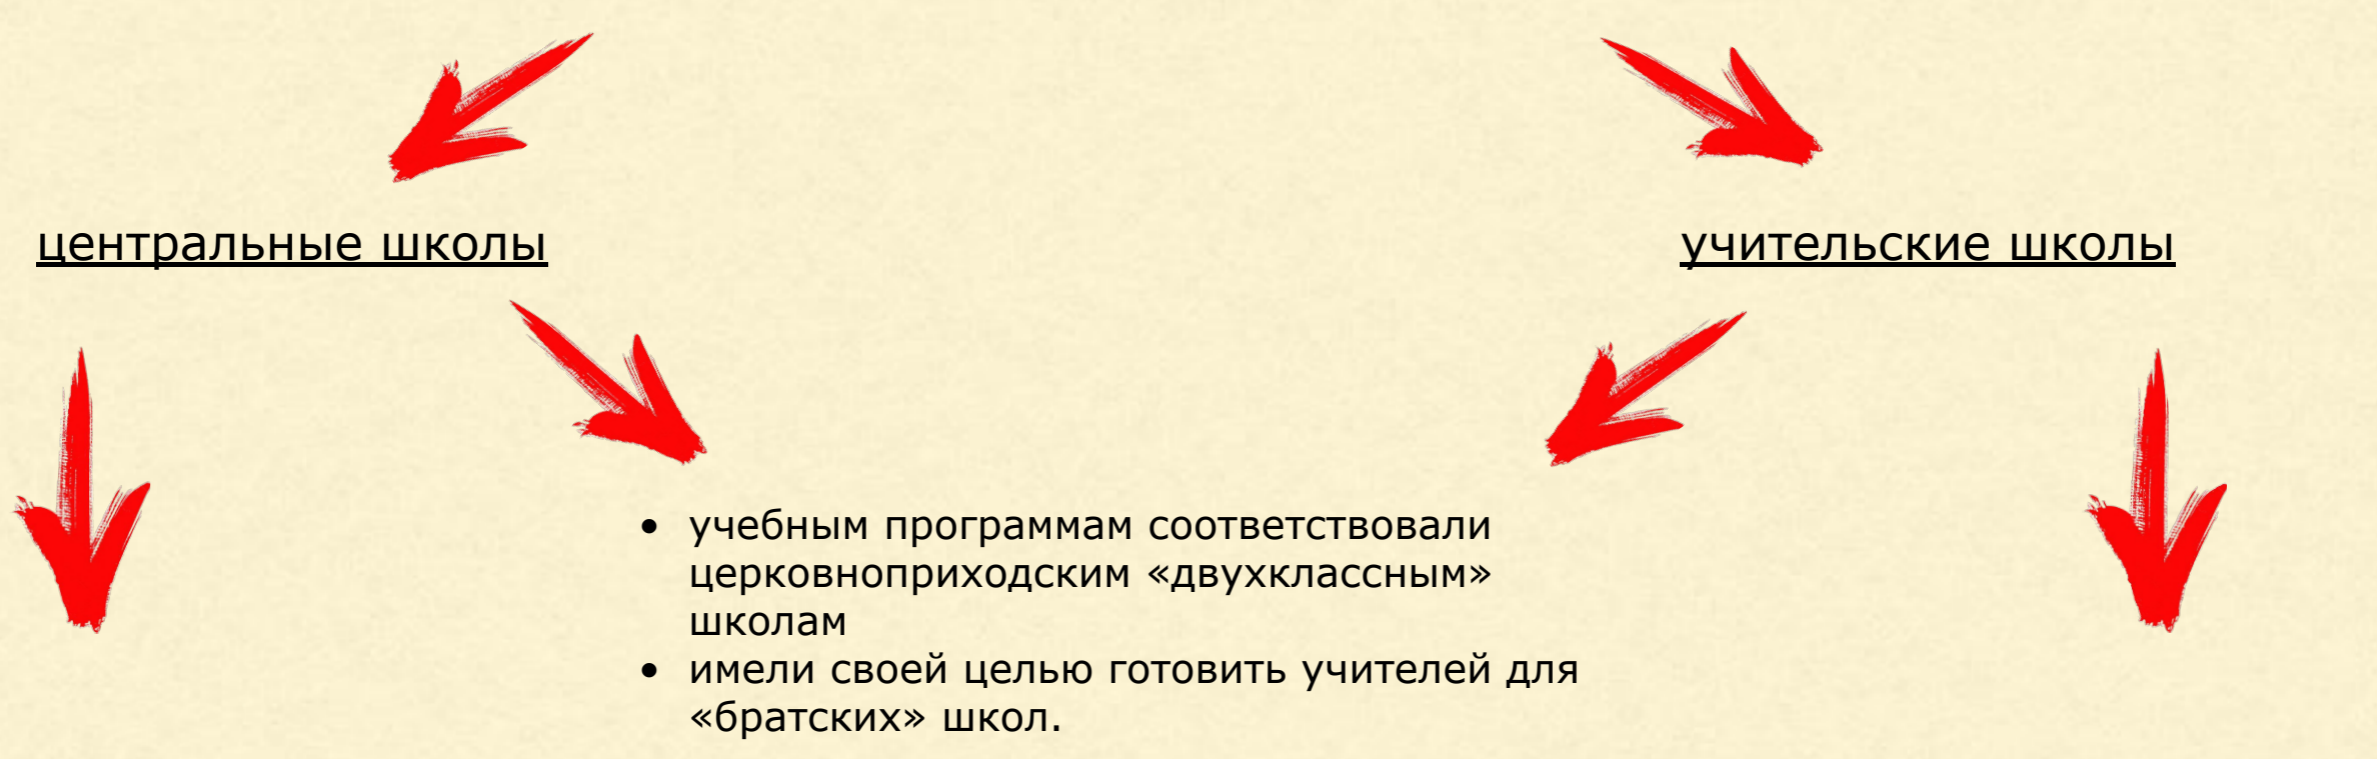 центральные школы
учительские школы
• учебным программам соответствовали
церковноприходским «двухклассным»
школам
• имели своей целью готовить учителей для
«братских» школ.